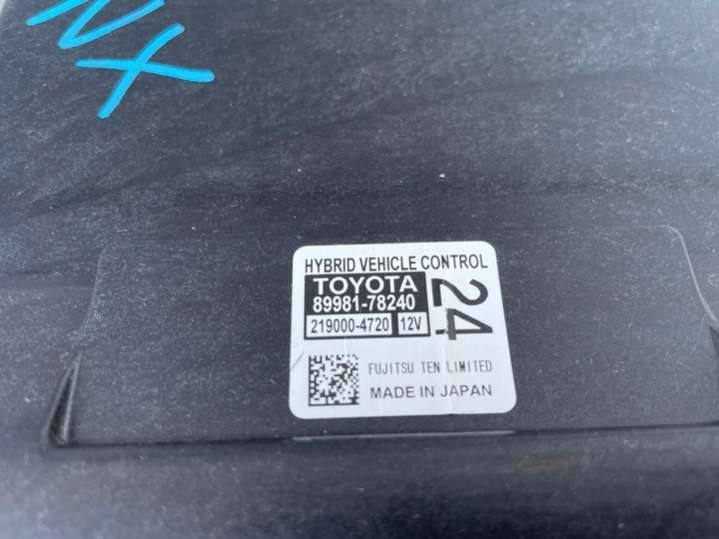 NX
HYBRID VEHICLE CONTROL
TOYOTA
89981-78240
219000-4720 12V
24
FUJITSU TEN LIMITED
MADE IN JAPAN